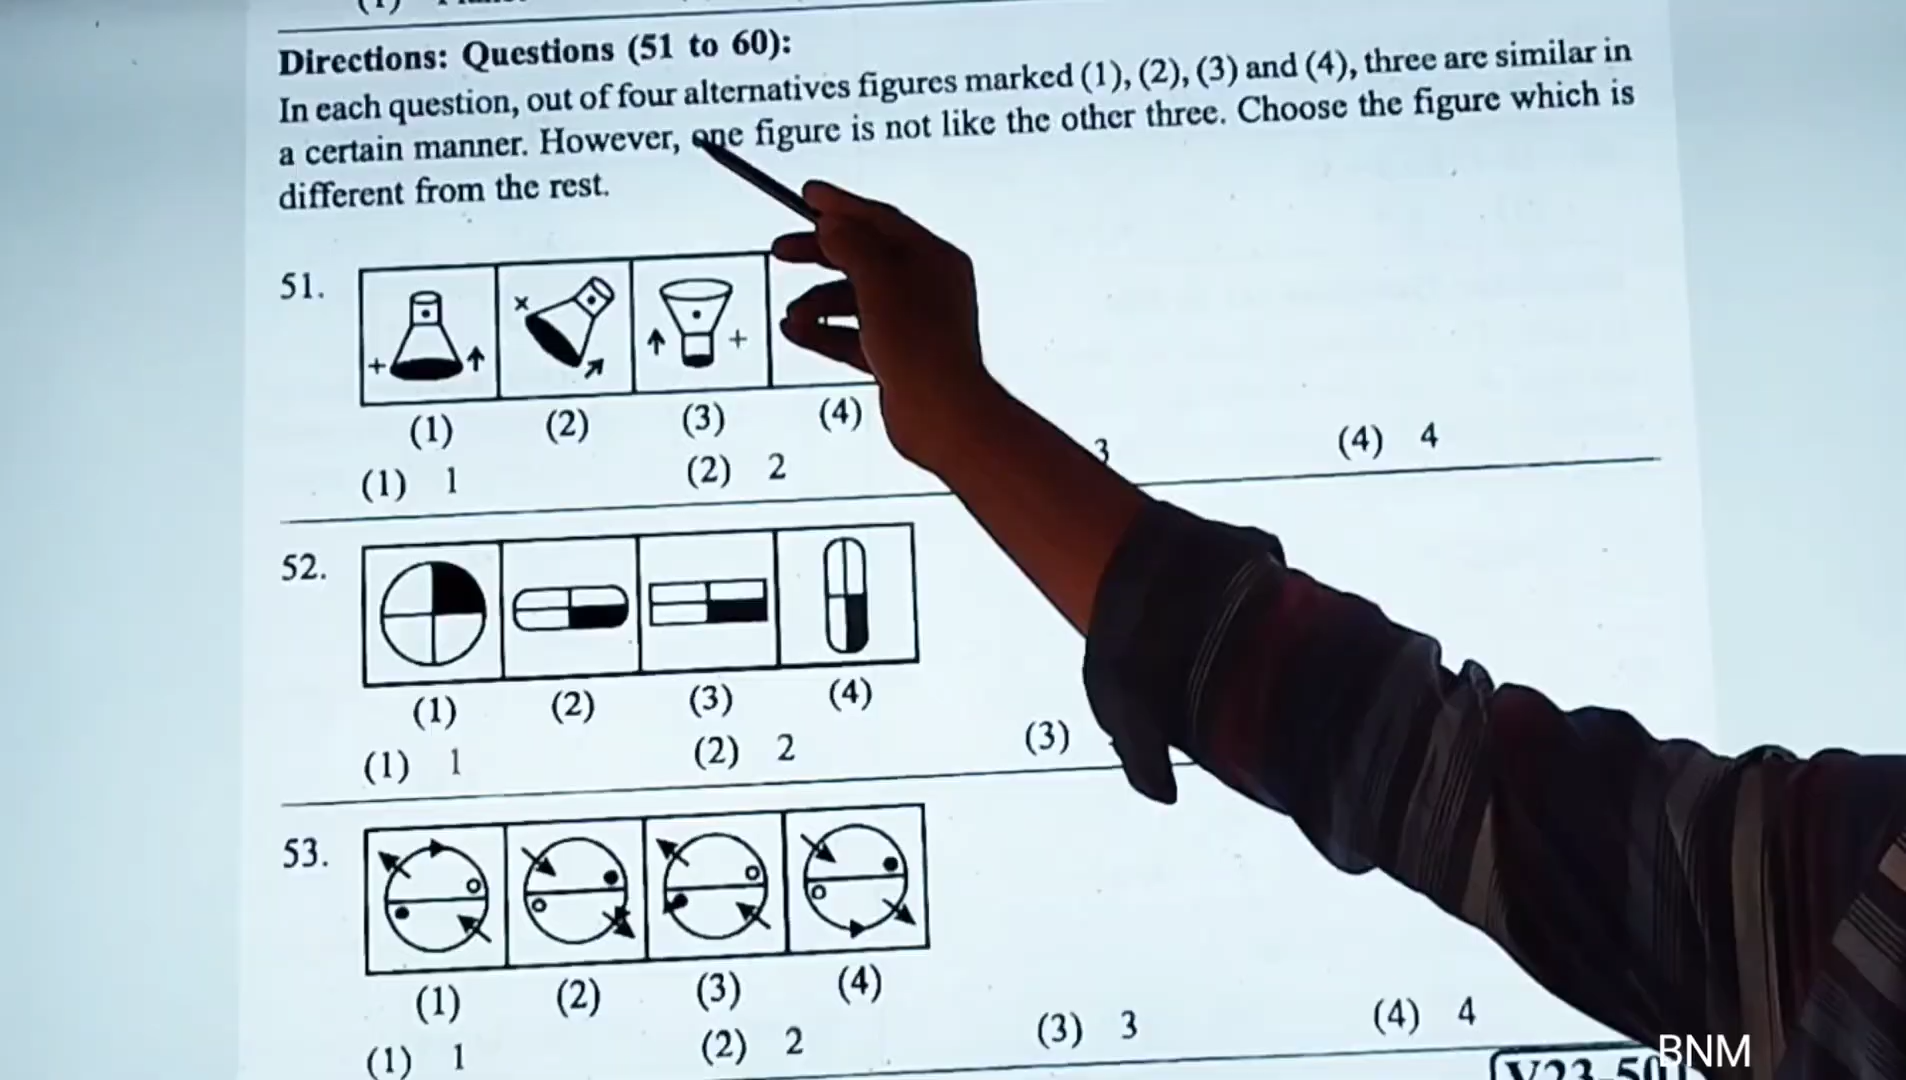 Directions: Questions (51 to 60):
In each question, out of four alternatives figures marked (1), (2), (3) and (4), three are similar in
a certain manner. However, one figure is not like the other three. Choose the figure which is
different from the rest.
51.
(1) (2) (3) (4)
(1) 1 (2) 2 3 (4) 4
52.
(1) (2) (3) (4)
(1) 1 (2) 2 (3)
53.
(1) (2) (3) (4)
(1) 1 (2) 2 (3) 3 (4) 4
BNM